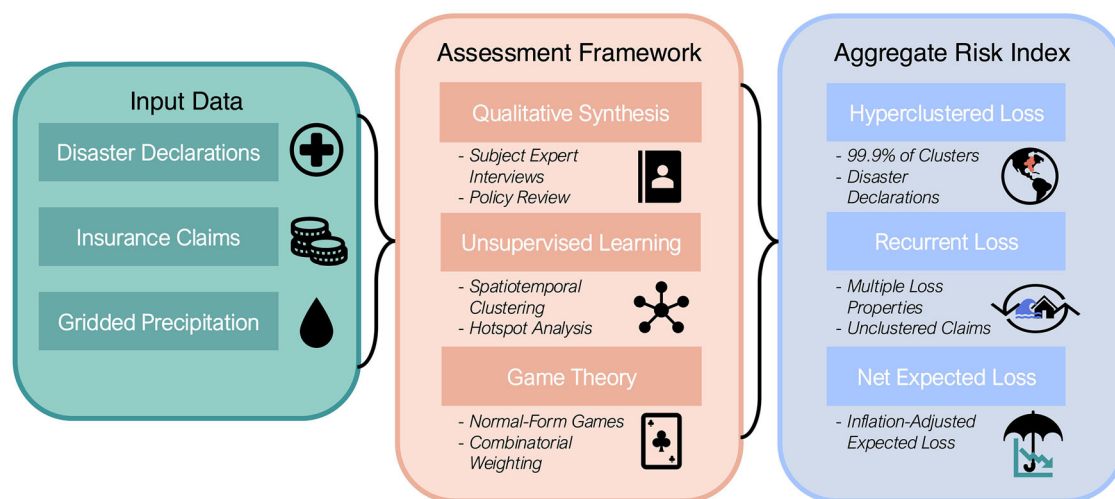 Input Data
Disaster Declarations
Insurance Claims
Gridded Precipitation
Assessment Framework
Qualitative Synthesis
- Subject Expert
Interviews
- Policy Review
Unsupervised Learning
- Spatiotemporal
Clustering
- Hotspot Analysis
Game Theory
- Normal-Form Games
- Combinatorial
Weighting
Aggregate Risk Index
Hyperclustered Loss
- 99.9% of Clusters
- Disaster
Declarations
Recurrent Loss
- Multiple Loss
Properties
- Unclustered Claims
Net Expected Loss
- Inflation-Adjusted
Expected Loss